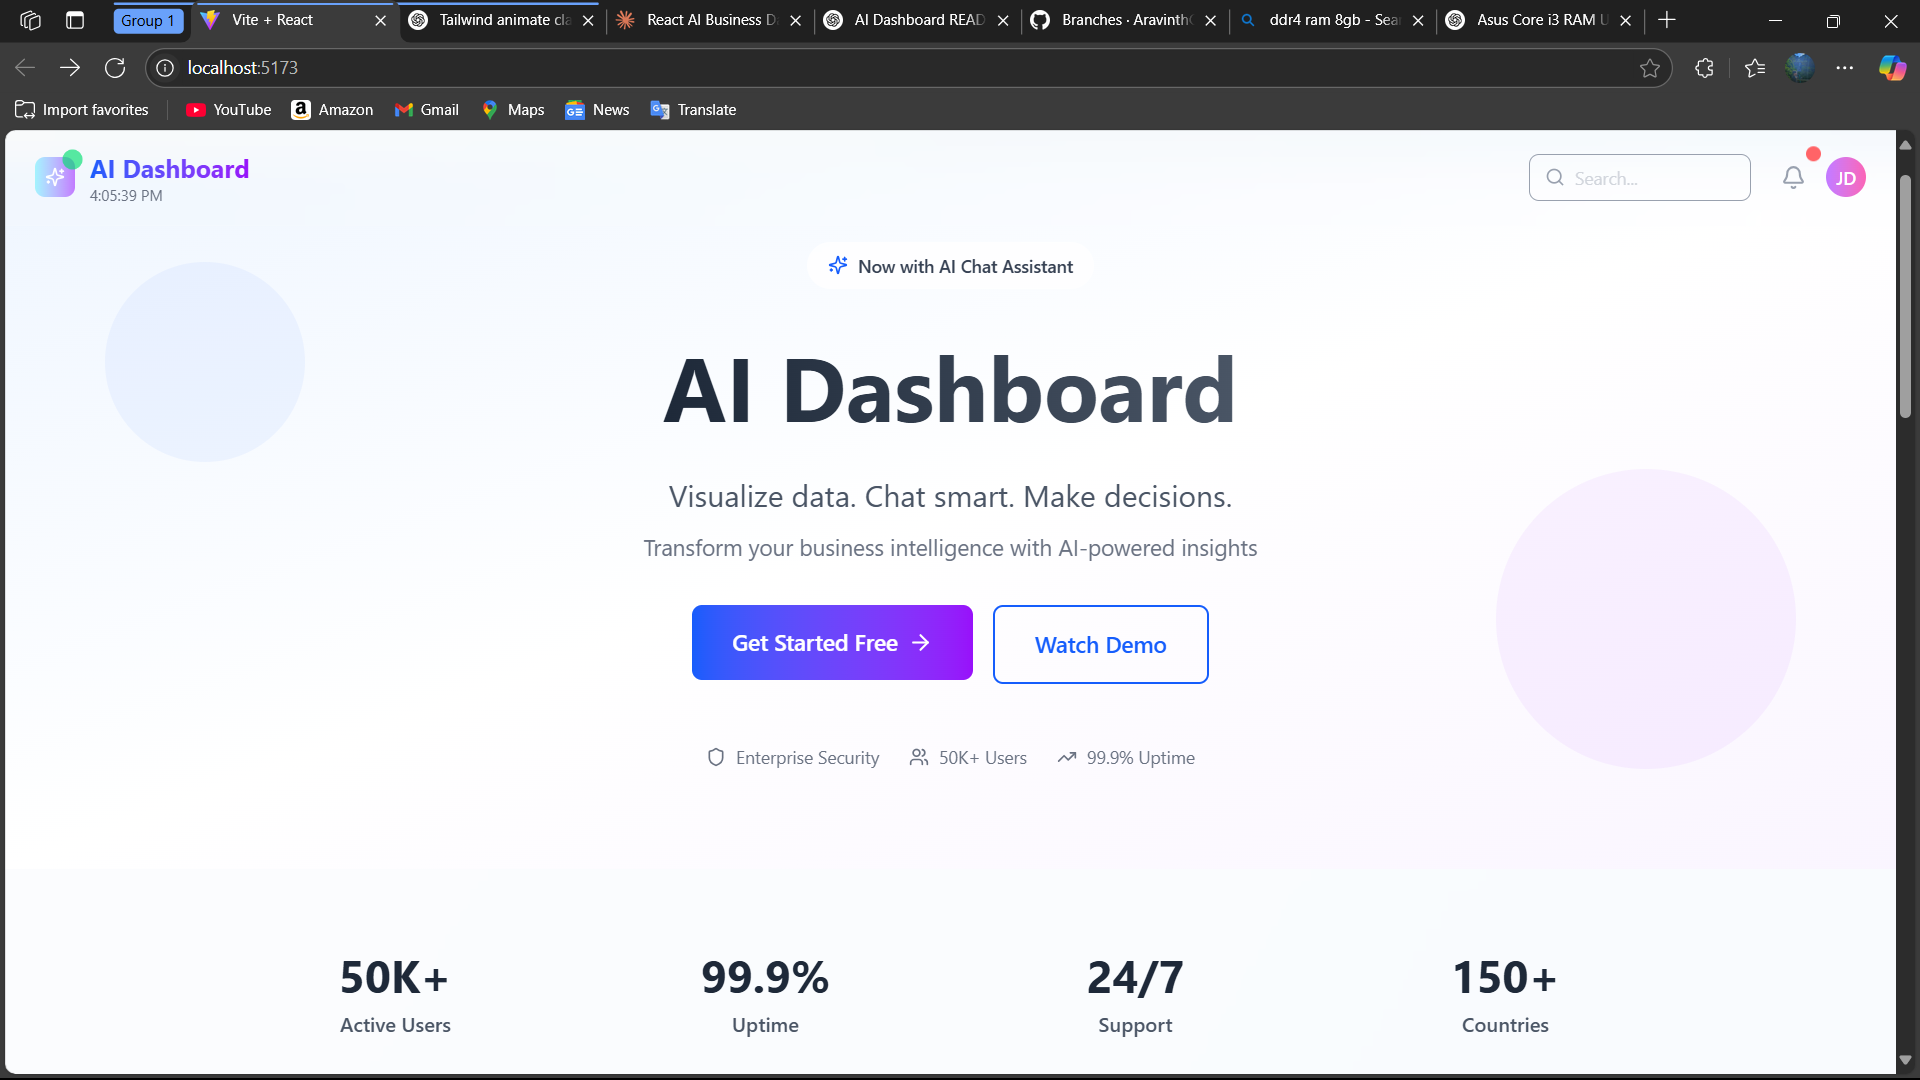 Group 1
Vite + React
Tailwind animate cla
React AI Business D
AI Dashboard READ
Branches · Aravinth
ddr4 ram 8gb - Sea
Asus Core i3 RAM U
localhost:5173
Import favorites
YouTube
Amazon
Gmail
Maps
News
Translate
AI Dashboard
4:05:39 PM
Search...
JD
Now with AI Chat Assistant
AI Dashboard
Visualize data. Chat smart. Make decisions.
Transform your business intelligence with AI-powered insights
Get Started Free
Watch Demo
Enterprise Security
50K+ Users
99.9% Uptime
50K+
Active Users
99.9%
Uptime
24/7
Support
150+
Countries